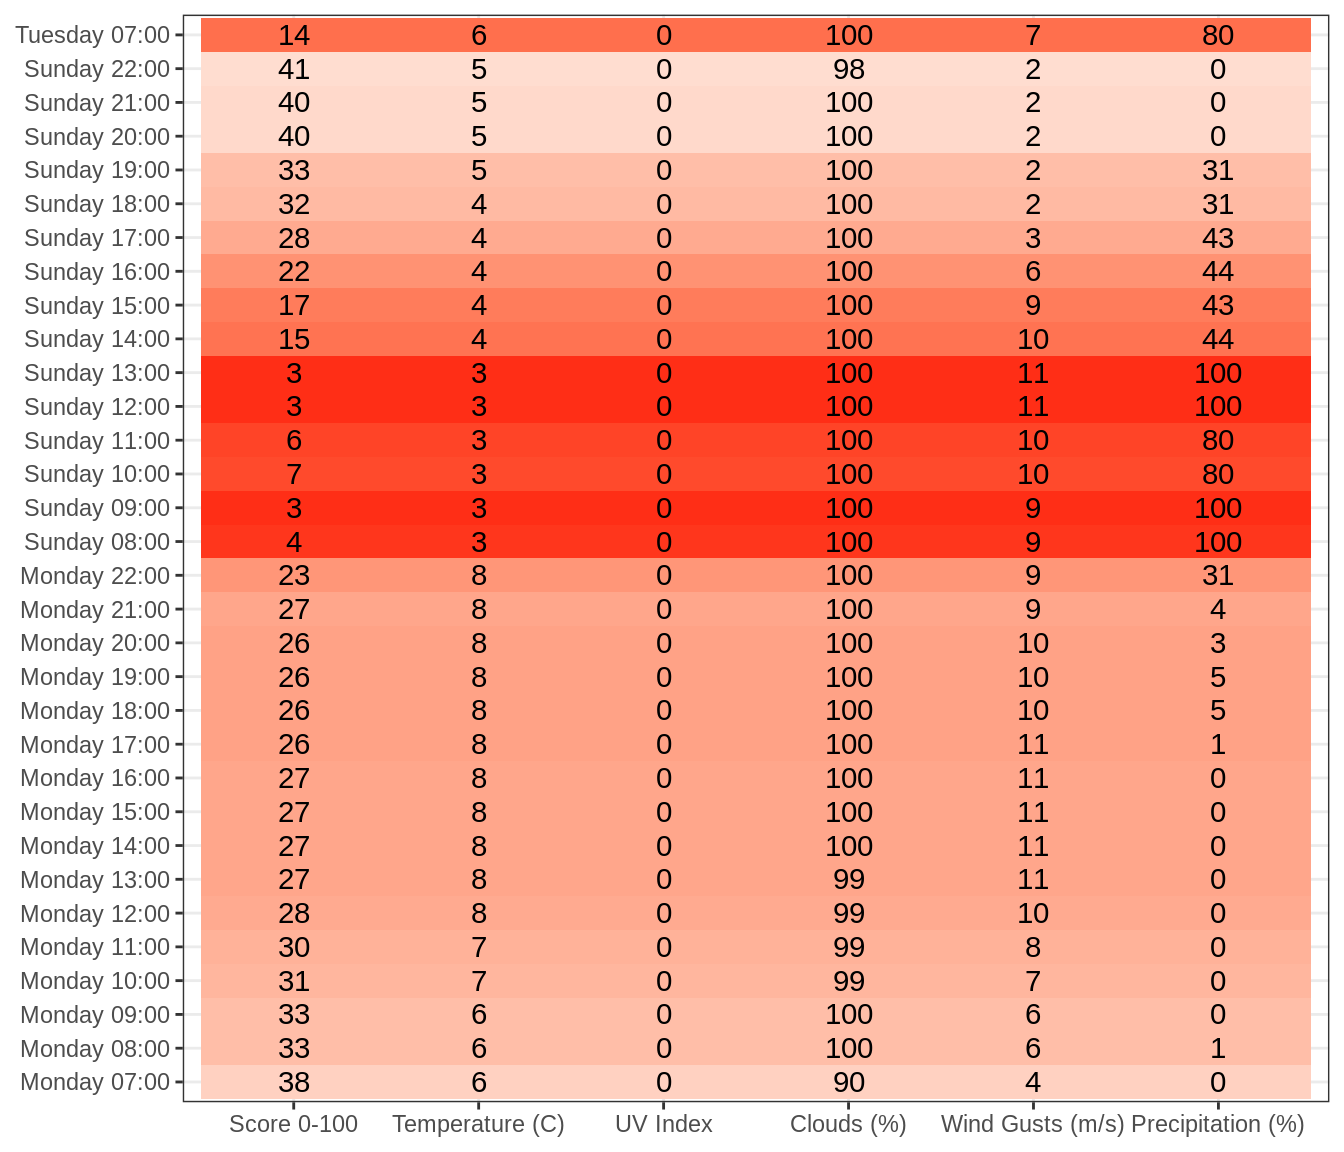 Tuesday 07:00 14 6 0 100 7 80
Sunday 22:00 41 5 0 98 2 0
Sunday 21:00 40 5 0 100 2 0
Sunday 20:00 40 5 0 100 2 0
Sunday 19:00 33 5 0 100 2 31
Sunday 18:00 32 4 0 100 2 31
Sunday 17:00 28 4 0 100 3 43
Sunday 16:00 22 4 0 100 6 44
Sunday 15:00 17 4 0 100 9 43
Sunday 14:00 15 4 0 100 10 44
Sunday 13:00 3 3 0 100 11 100
Sunday 12:00 3 3 0 100 11 100
Sunday 11:00 6 3 0 100 10 80
Sunday 10:00 7 3 0 100 10 80
Sunday 09:00 3 3 0 100 9 100
Sunday 08:00 4 3 0 100 9 100
Monday 22:00 23 8 0 100 9 31
Monday 21:00 27 8 0 100 9 4
Monday 20:00 26 8 0 100 10 3
Monday 19:00 26 8 0 100 10 5
Monday 18:00 26 8 0 100 10 5
Monday 17:00 26 8 0 100 11 1
Monday 16:00 27 8 0 100 11 0
Monday 15:00 27 8 0 100 11 0
Monday 14:00 27 8 0 100 11 0
Monday 13:00 27 8 0 99 11 0
Monday 12:00 28 8 0 99 10 0
Monday 11:00 30 7 0 99 8 0
Monday 10:00 31 7 0 99 7 0
Monday 09:00 33 6 0 100 6 0
Monday 08:00 33 6 0 100 6 1
Monday 07:00 38 6 0 90 4 0
Score 0-100 Temperature (C) UV Index Clouds (%) Wind Gusts (m/s) Precipitation (%)